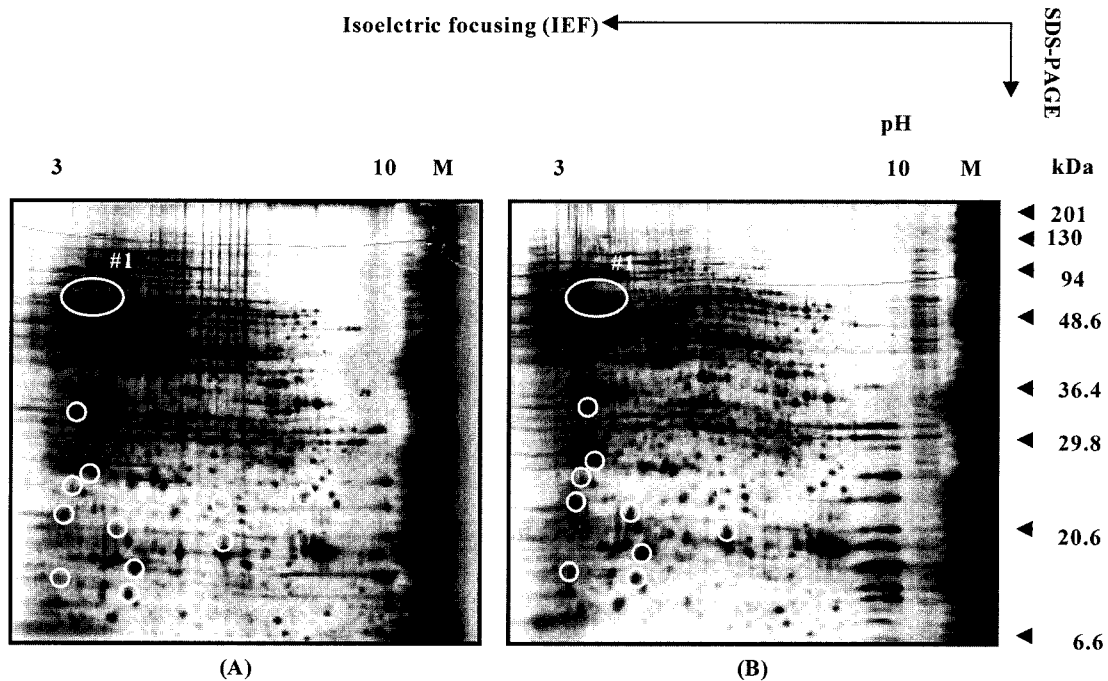 Isoelctric focusing (IEF)
SDS-PAGE
pH
3 10 M 3 10 M kDa
#1 #1
201
130
94
48.6
36.4
29.8
20.6
6.6
(A) (B)